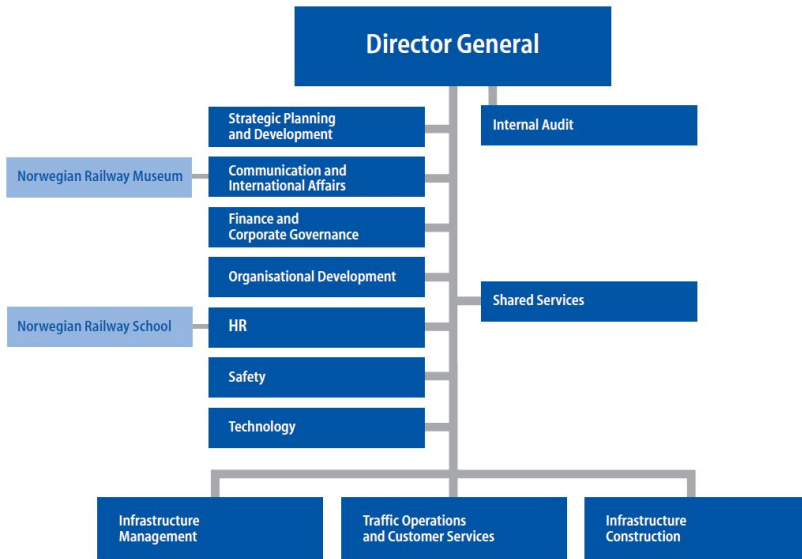 Director General
Strategic Planning
and Development
Internal Audit
Norwegian Railway Museum
Communication and
International Affairs
Finance and
Corporate Governance
Organisational Development
Shared Services
Norwegian Railway School
HR
Safety
Technology
Infrastructure
Management
Traffic Operations
and Customer Services
Infrastructure
Construction